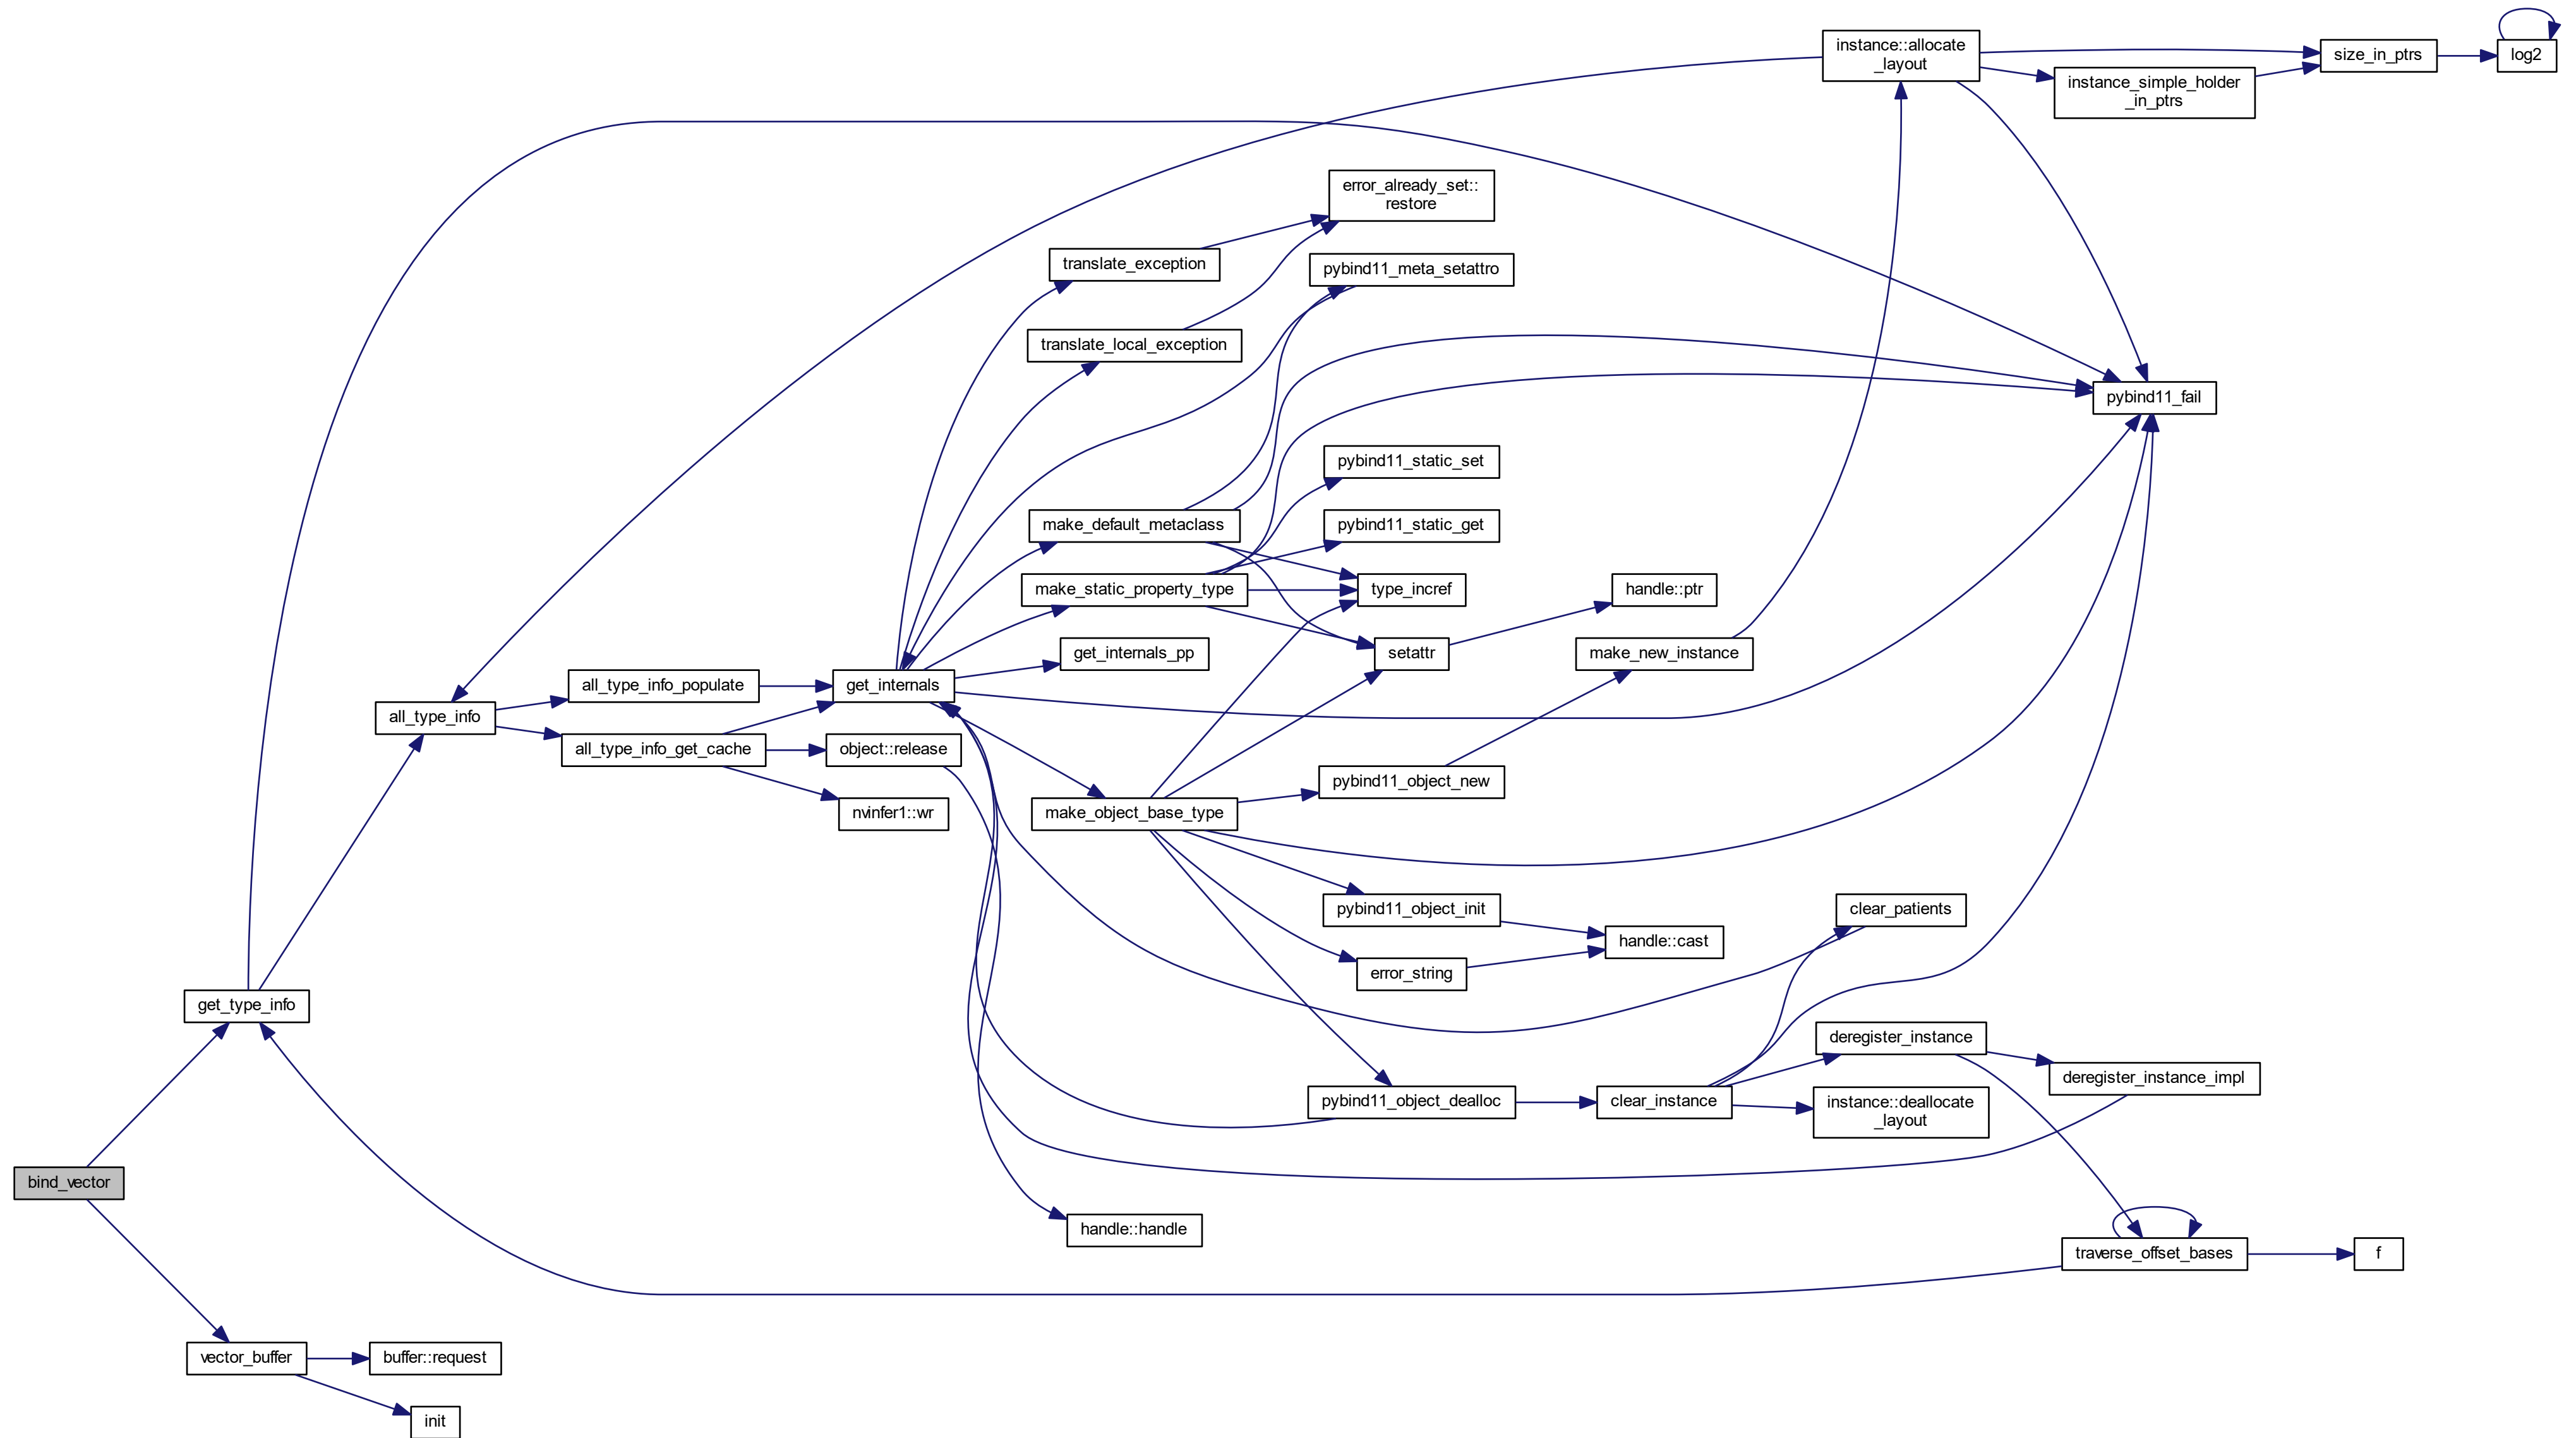 instance::allocate
_layout
size_in_ptrs
log2
instance_simple_holder
_in_ptrs
error_already_set::
restore
translate_exception
pybind11_meta_setattro
translate_local_exception
pybind11_fail
pybind11_static_set
make_default_metaclass
pybind11_static_get
make_static_property_type
type_incref
handle::ptr
get_internals_pp
setattr
make_new_instance
all_type_info_populate
get_internals
all_type_info
all_type_info_get_cache
object::release
pybind11_object_new
nvinfer1::wr
make_object_base_type
pybind11_object_init
clear_patients
handle::cast
error_string
get_type_info
deregister_instance
deregister_instance_impl
pybind11_object_dealloc
clear_instance
instance::deallocate
_layout
bind_vector
handle::handle
traverse_offset_bases
f
vector_buffer
buffer::request
init